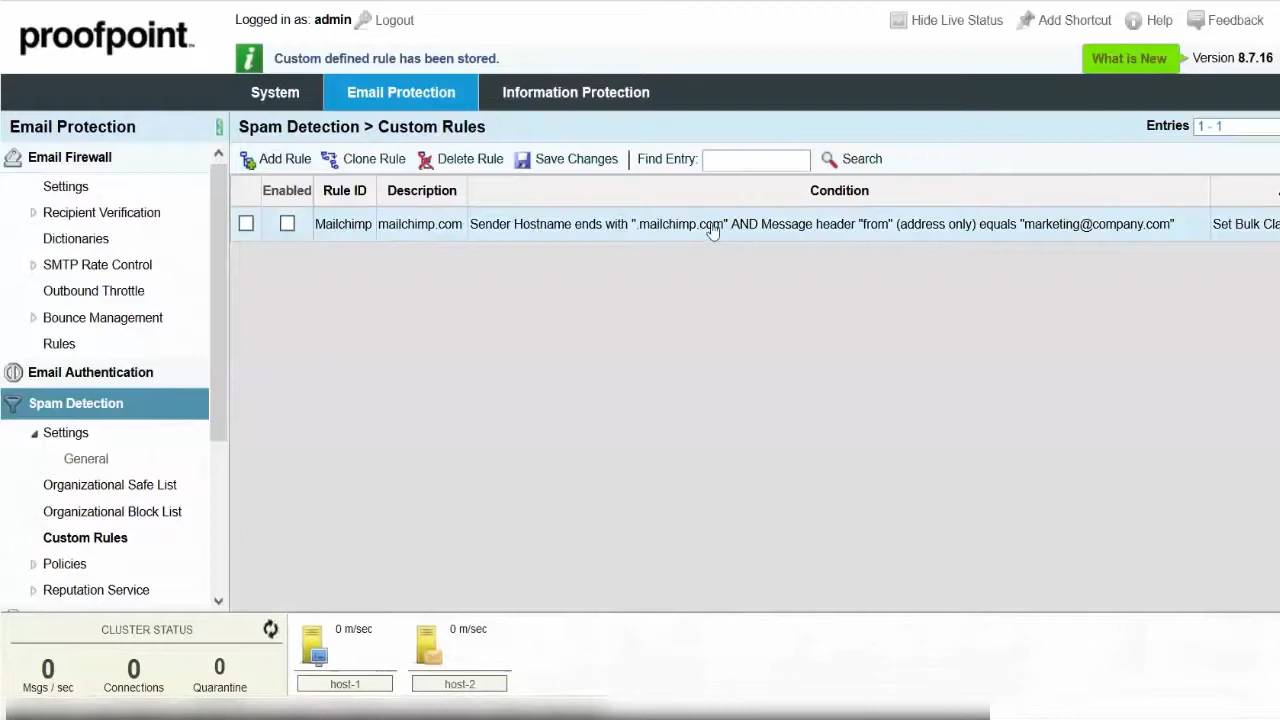 proofpoint™
Logged in as: admin Logout
Hide Live Status Add Shortcut Help Feedback
Custom defined rule has been stored.
What is New Version 8.7.16
System Email Protection Information Protection
Email Protection
Spam Detection > Custom Rules
Entries 1 - 1
Email Firewall
Add Rule Clone Rule Delete Rule Save Changes Find Entry: Search
Settings
Enabled Rule ID Description Condition
Recipient Verification
Mailchimp mailchimp.com Sender Hostname ends with ".mailchimp.com" AND Message header "from" (address only) equals "marketing@company.com" Set Bulk Cla
Dictionaries
SMTP Rate Control
Outbound Throttle
Bounce Management
Rules
Email Authentication
Spam Detection
Settings
General
Organizational Safe List
Organizational Block List
Custom Rules
Policies
Reputation Service
CLUSTER STATUS
0 0 0
Msgs / sec Connections Quarantine
0 m/sec 0 m/sec
host-1 host-2